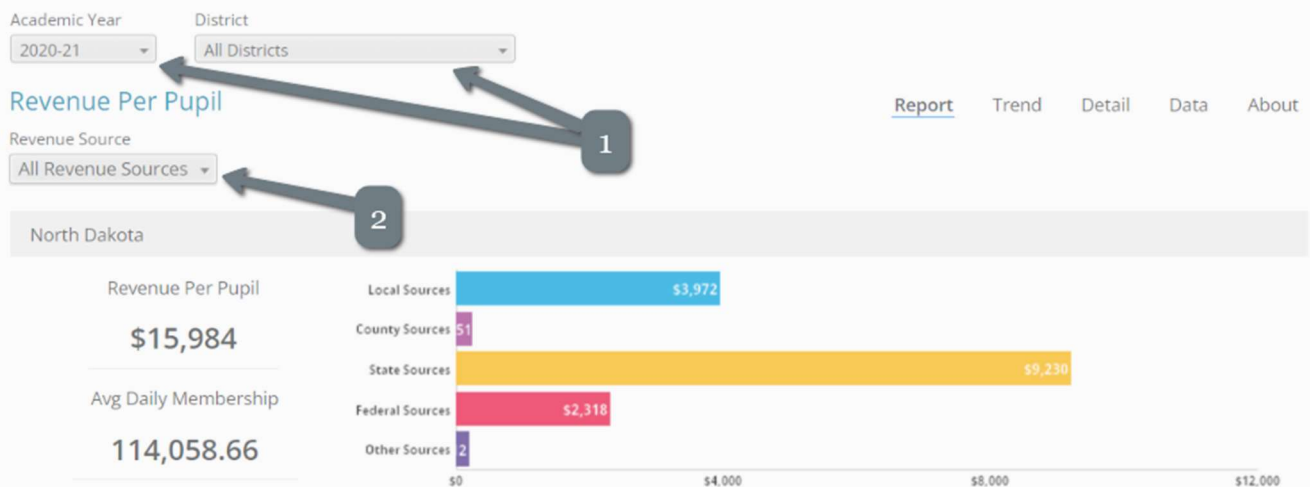 Academic Year District
2020-21 All Districts
Revenue Per Pupil
Report Trend Detail Data About
Revenue Source
All Revenue Sources
1
2
North Dakota
Revenue Per Pupil
$15,984
Avg Daily Membership
114,058.66
Local Sources $3,972
County Sources 51
State Sources $9,230
Federal Sources $2,318
Other Sources 2
$0 $4,000 $8,000 $12,000